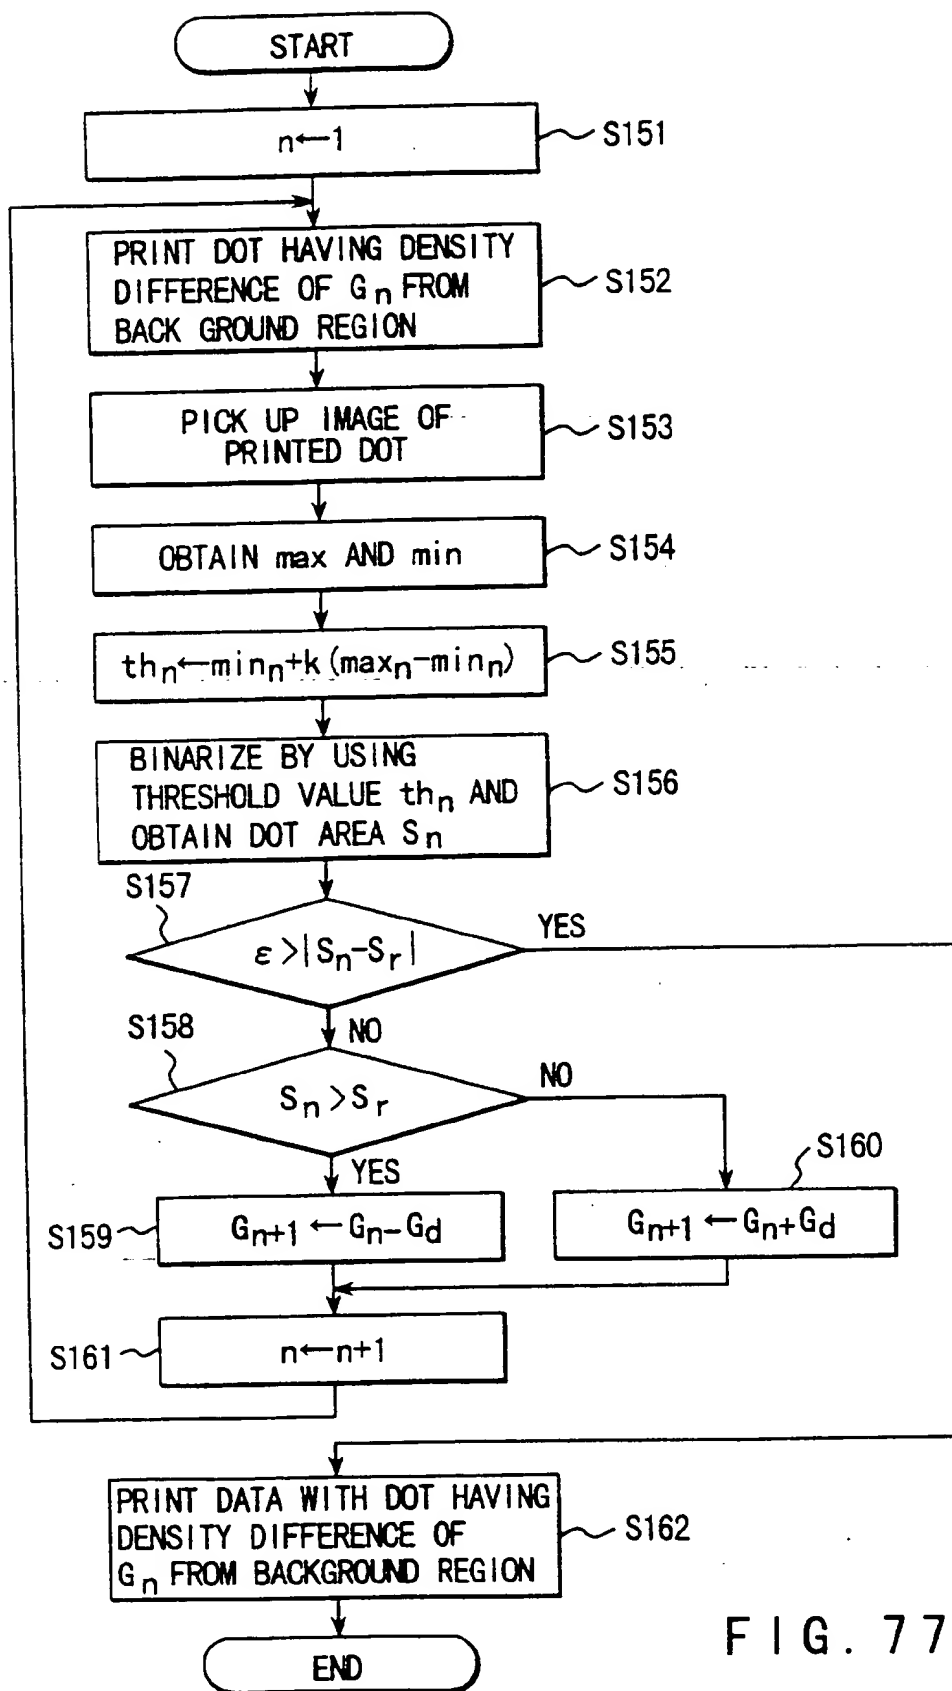 START
n←1
S151
PRINT DOT HAVING DENSITY
DIFFERENCE OF Gn FROM
BACK GROUND REGION
S152
PICK UP IMAGE OF
PRINTED DOT
S153
OBTAIN max AND min
S154
thn←minn+k(maxn-minn)
S155
BINARIZE BY USING
THRESHOLD VALUE thn AND
OBTAIN DOT AREA Sn
S156
S157
ε>|Sn-Sr|
YES
NO
S158
Sn>Sr
NO
YES
S160
S159
Gn+1←Gn-Gd
Gn+1←Gn+Gd
S161
n←n+1
PRINT DATA WITH DOT HAVING
DENSITY DIFFERENCE OF
Gn FROM BACKGROUND REGION
S162
END
FIG. 77